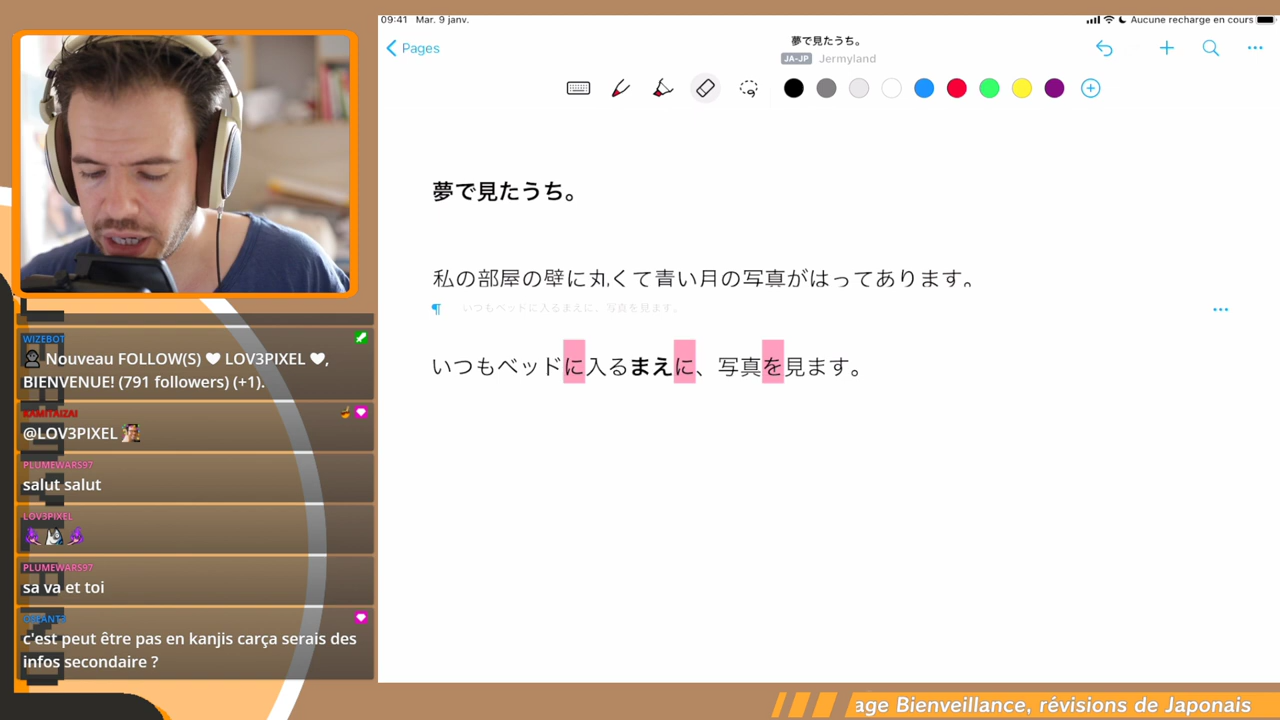 09:41 Mar. 9 janv.
Aucune recharge en cours
Pages
夢で見たうち。
JA-JP Jermyland
夢で見たうち。
私の部屋の壁に丸くて青い月の写真がはってあります。
いつもベッドに入るまえに、写真を見ます。
いつもベッドに入るまえに、写真を見ます。
WIZEBOT
Nouveau FOLLOW(S) LOV3PIXEL ,
BIENVENUE! (791 followers) (+1).
KAMITAIZAI
@LOV3PIXEL
PLUMEWARS97
salut salut
LOV3PIXEL
PLUMEWARS97
sa va et toi
c'est peut être pas en kanjis carça serais des
infos secondaire ?
age Bienveillance, révisions de Japonais